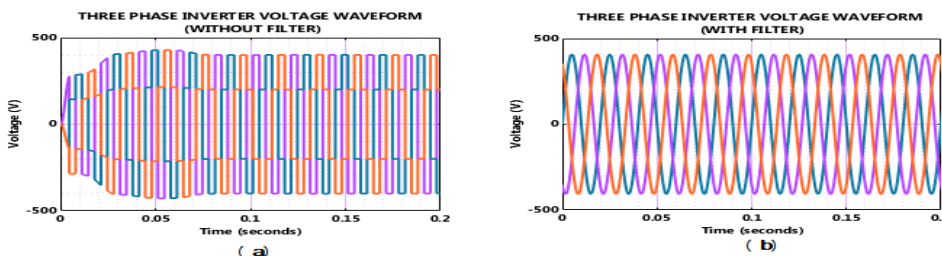 THREE PHASE INVERTER VOLTAGE WAVEFORM
(WITHOUT FILTER)
500
0
-500
Voltage (V)
0
0.05
0.1
0.15
0.2
Time (seconds)
( a)
THREE PHASE INVERTER VOLTAGE WAVEFORM
(WITH FILTER)
500
0
-500
Voltage (V)
0
0.05
0.1
0.15
0.
Time (seconds)
( b)